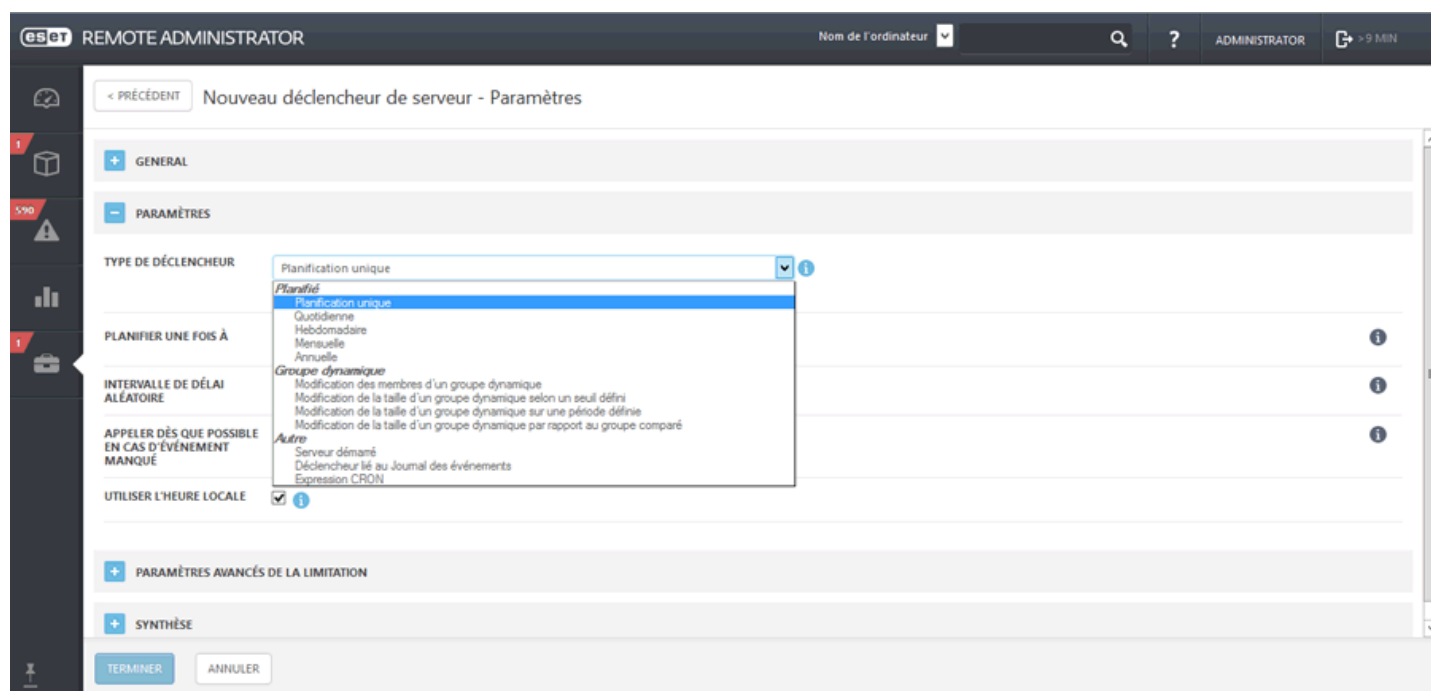 eset REMOTE ADMINISTRATOR
Nom de l'ordinateur
?
ADMINISTRATOR
>9 MIN
< PRÉCÉDENT
Nouveau déclencheur de serveur - Paramètres
1
590
1
+ GENERAL
− PARAMÈTRES
TYPE DE DÉCLENCHEUR
Planification unique
Planifié
Planification unique
Quotidienne
Hebdomadaire
Mensuelle
Annuelle
Groupe dynamique
Modification des membres d'un groupe dynamique
Modification de la taille d'un groupe dynamique selon un seuil défini
Modification de la taille d'un groupe dynamique sur une période définie
Modification de la taille d'un groupe dynamique par rapport au groupe comparé
Autre
Serveur démarré
Déclencheur lié au Journal des événements
Expression CRON
PLANIFIER UNE FOIS À
INTERVALLE DE DÉLAI
ALÉATOIRE
APPELER DÈS QUE POSSIBLE
EN CAS D'ÉVÉNEMENT
MANQUÉ
UTILISER L'HEURE LOCALE
+ PARAMÈTRES AVANCÉS DE LA LIMITATION
+ SYNTHÈSE
TERMINER
ANNULER